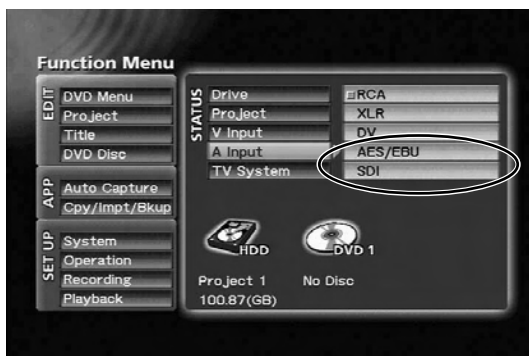 Function Menu
EDIT
DVD Menu
Project
Title
DVD Disc
APP
Auto Capture
Cpy/Impt/Bkup
SET UP
System
Operation
Recording
Playback
STATUS
Drive
Project
V Input
A Input
TV System
RCA
XLR
DV
AES/EBU
SDI
HDD
DVD 1
Project 1
No Disc
100.87(GB)